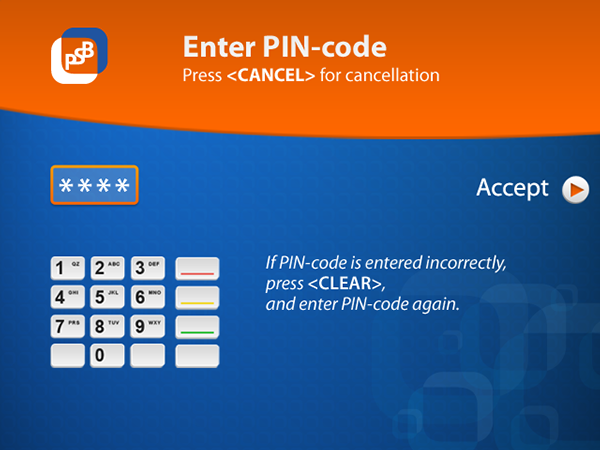 PSB
Enter PIN-code
Press <CANCEL> for cancellation
****
Accept
1 QZ 2 ABC 3 DEF
4 GHI 5 JKL 6 MNO
7 PRS 8 TUV 9 WXY
0
If PIN-code is entered incorrectly,
press <CLEAR>,
and enter PIN-code again.